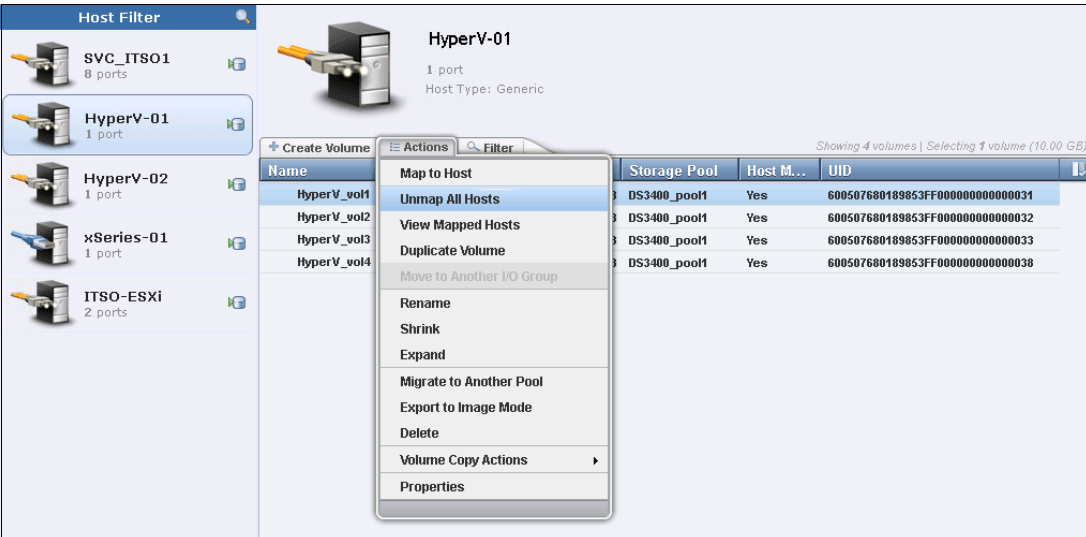 Host Filter
SVC_ITSO1
8 ports
HyperV-01
1 port
HyperV-02
1 port
xSeries-01
1 port
ITSO-ESXi
2 ports
HyperV-01
1 port
Host Type: Generic
Create Volume Actions Filter Showing 4 volumes | Selecting 1 volume (10.00 GB)
Name Storage Pool Host M... UID
HyperV_vol1 DS3400_pool1 Yes 600507680189853FF000000000000031
HyperV_vol2 DS3400_pool1 Yes 600507680189853FF000000000000032
HyperV_vol3 DS3400_pool1 Yes 600507680189853FF000000000000033
HyperV_vol4 DS3400_pool1 Yes 600507680189853FF000000000000038
Map to Host
Unmap All Hosts
View Mapped Hosts
Duplicate Volume
Move to Another I/O Group
Rename
Shrink
Expand
Migrate to Another Pool
Export to Image Mode
Delete
Volume Copy Actions
Properties